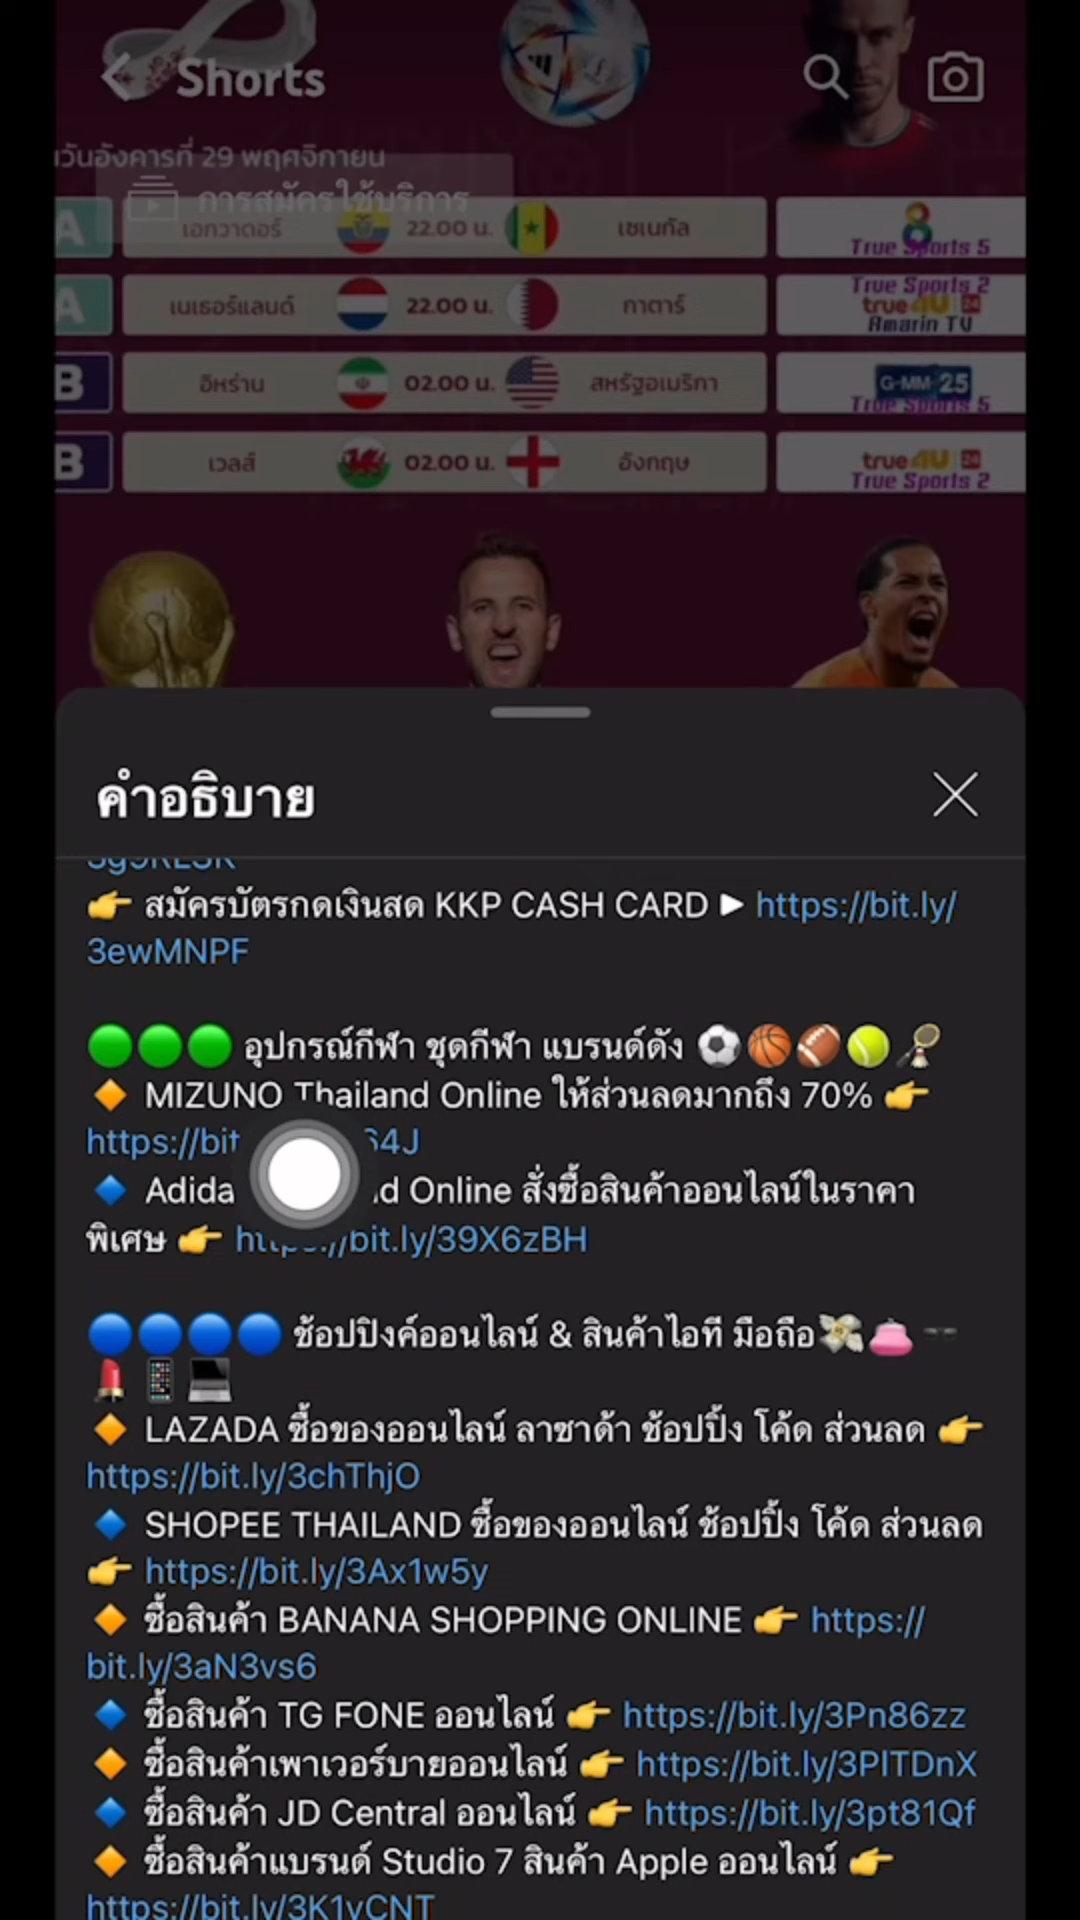 Shorts
วันอังคารที่ 29 พฤศจิกายน
การสมัครใช้บริการ
A เอกวาดอร์ 22.00 น. เซเนกัล 8 True Sports 5
A เนเธอร์แลนด์ 22.00 น. กาตาร์ True Sports 2 true4U 24 Amarin TV
B อิหร่าน 02.00 น. สหรัฐอเมริกา G-MM 25 True Sports 5
B เวลส์ 02.00 น. อังกฤษ true4U 24 True Sports 2
คำอธิบาย
👉 สมัครบัตรกดเงินสด KKP CASH CARD ▶ https://bit.ly/
3ewMNPF
🟢🟢🟢 อุปกรณ์กีฬา ชุดกีฬา แบรนด์ดัง ⚽🏀🏈🎾🏸
🔶 MIZUNO Thailand Online ให้ส่วนลดมากถึง 70% 👉
https://bit 64J
🔷 Adida d Online สั่งซื้อสินค้าออนไลน์ในราคา
พิเศษ 👉 https://bit.ly/39X6zBH
🔵🔵🔵🔵 ช้อปปิงค์ออนไลน์ & สินค้าไอที มือถือ💸👛🕶
💄📱💻
🔶 LAZADA ซื้อของออนไลน์ ลาซาด้า ช้อปปิ้ง โค้ด ส่วนลด 👉
https://bit.ly/3chThjO
🔷 SHOPEE THAILAND ซื้อของออนไลน์ ช้อปปิ้ง โค้ด ส่วนลด
👉 https://bit.ly/3Ax1w5y
🔶 ซื้อสินค้า BANANA SHOPPING ONLINE 👉 https://
bit.ly/3aN3vs6
🔷 ซื้อสินค้า TG FONE ออนไลน์ 👉 https://bit.ly/3Pn86zz
🔶 ซื้อสินค้าเพาเวอร์บายออนไลน์ 👉 https://bit.ly/3PITDnX
🔷 ซื้อสินค้า JD Central ออนไลน์ 👉 https://bit.ly/3pt81Qf
🔶 ซื้อสินค้าแบรนด์ Studio 7 สินค้า Apple ออนไลน์ 👉
https://bit.ly/3K1yCNT